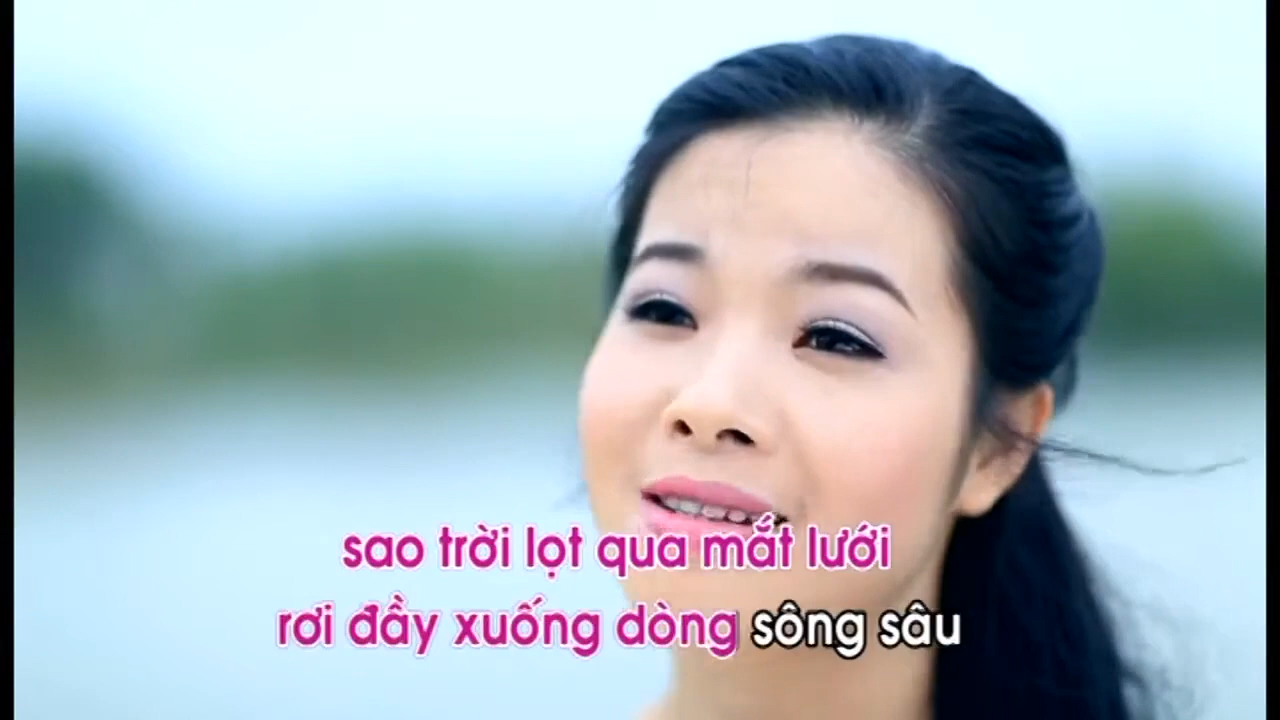 sao trời lọt qua mắt lưới
rơi đầy xuống dòng sông sâu